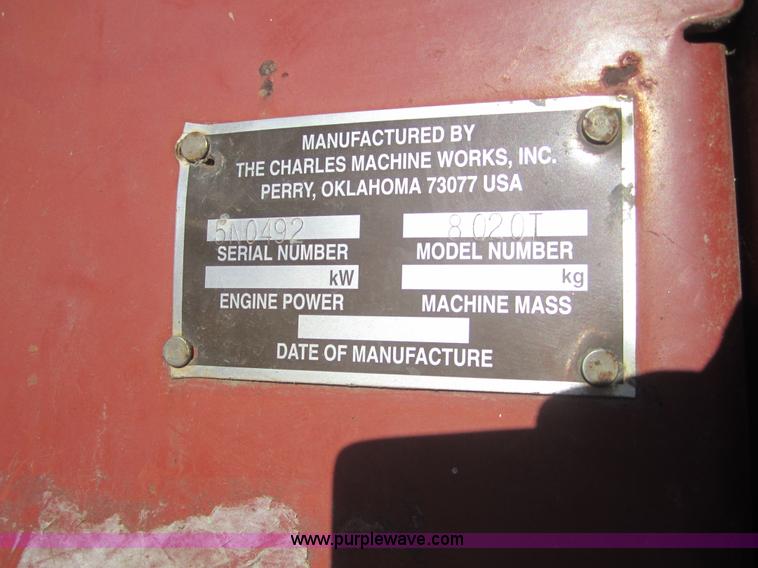 MANUFACTURED BY
THE CHARLES MACHINE WORKS, INC.
PERRY, OKLAHOMA 73077 USA
5N0492 8020T
SERIAL NUMBER MODEL NUMBER
kW kg
ENGINE POWER MACHINE MASS
DATE OF MANUFACTURE
www.purplewave.com